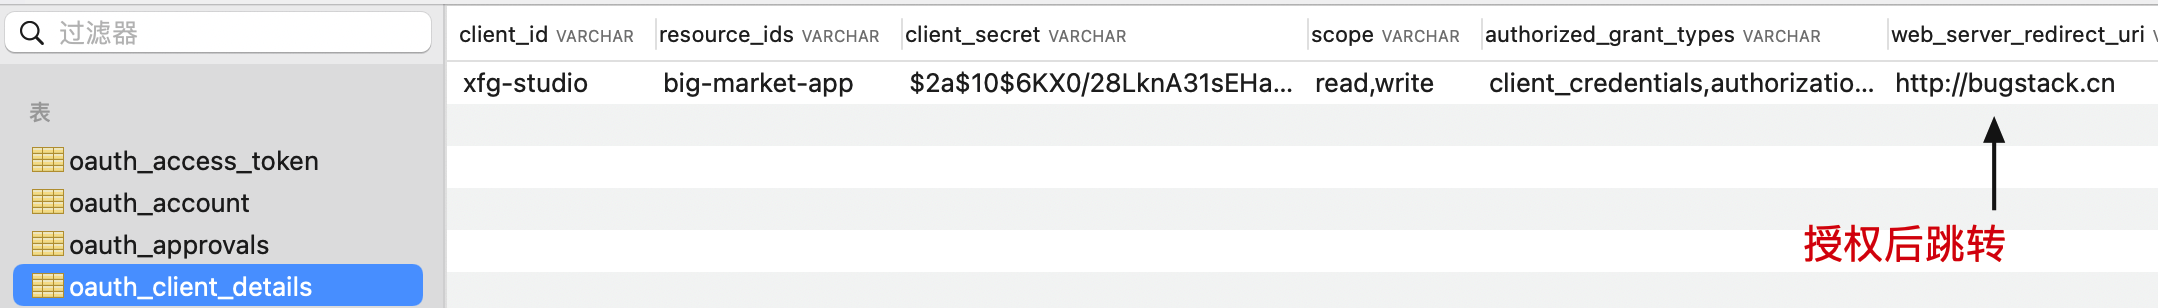 过滤器
表
oauth_access_token
oauth_account
oauth_approvals
oauth_client_details
client_id VARCHAR resource_ids VARCHAR client_secret VARCHAR scope VARCHAR authorized_grant_types VARCHAR web_server_redirect_uri
xfg-studio big-market-app $2a$10$6KX0/28LknA31sEHa... read,write client_credentials,authorizatio... http://bugstack.cn
授权后跳转